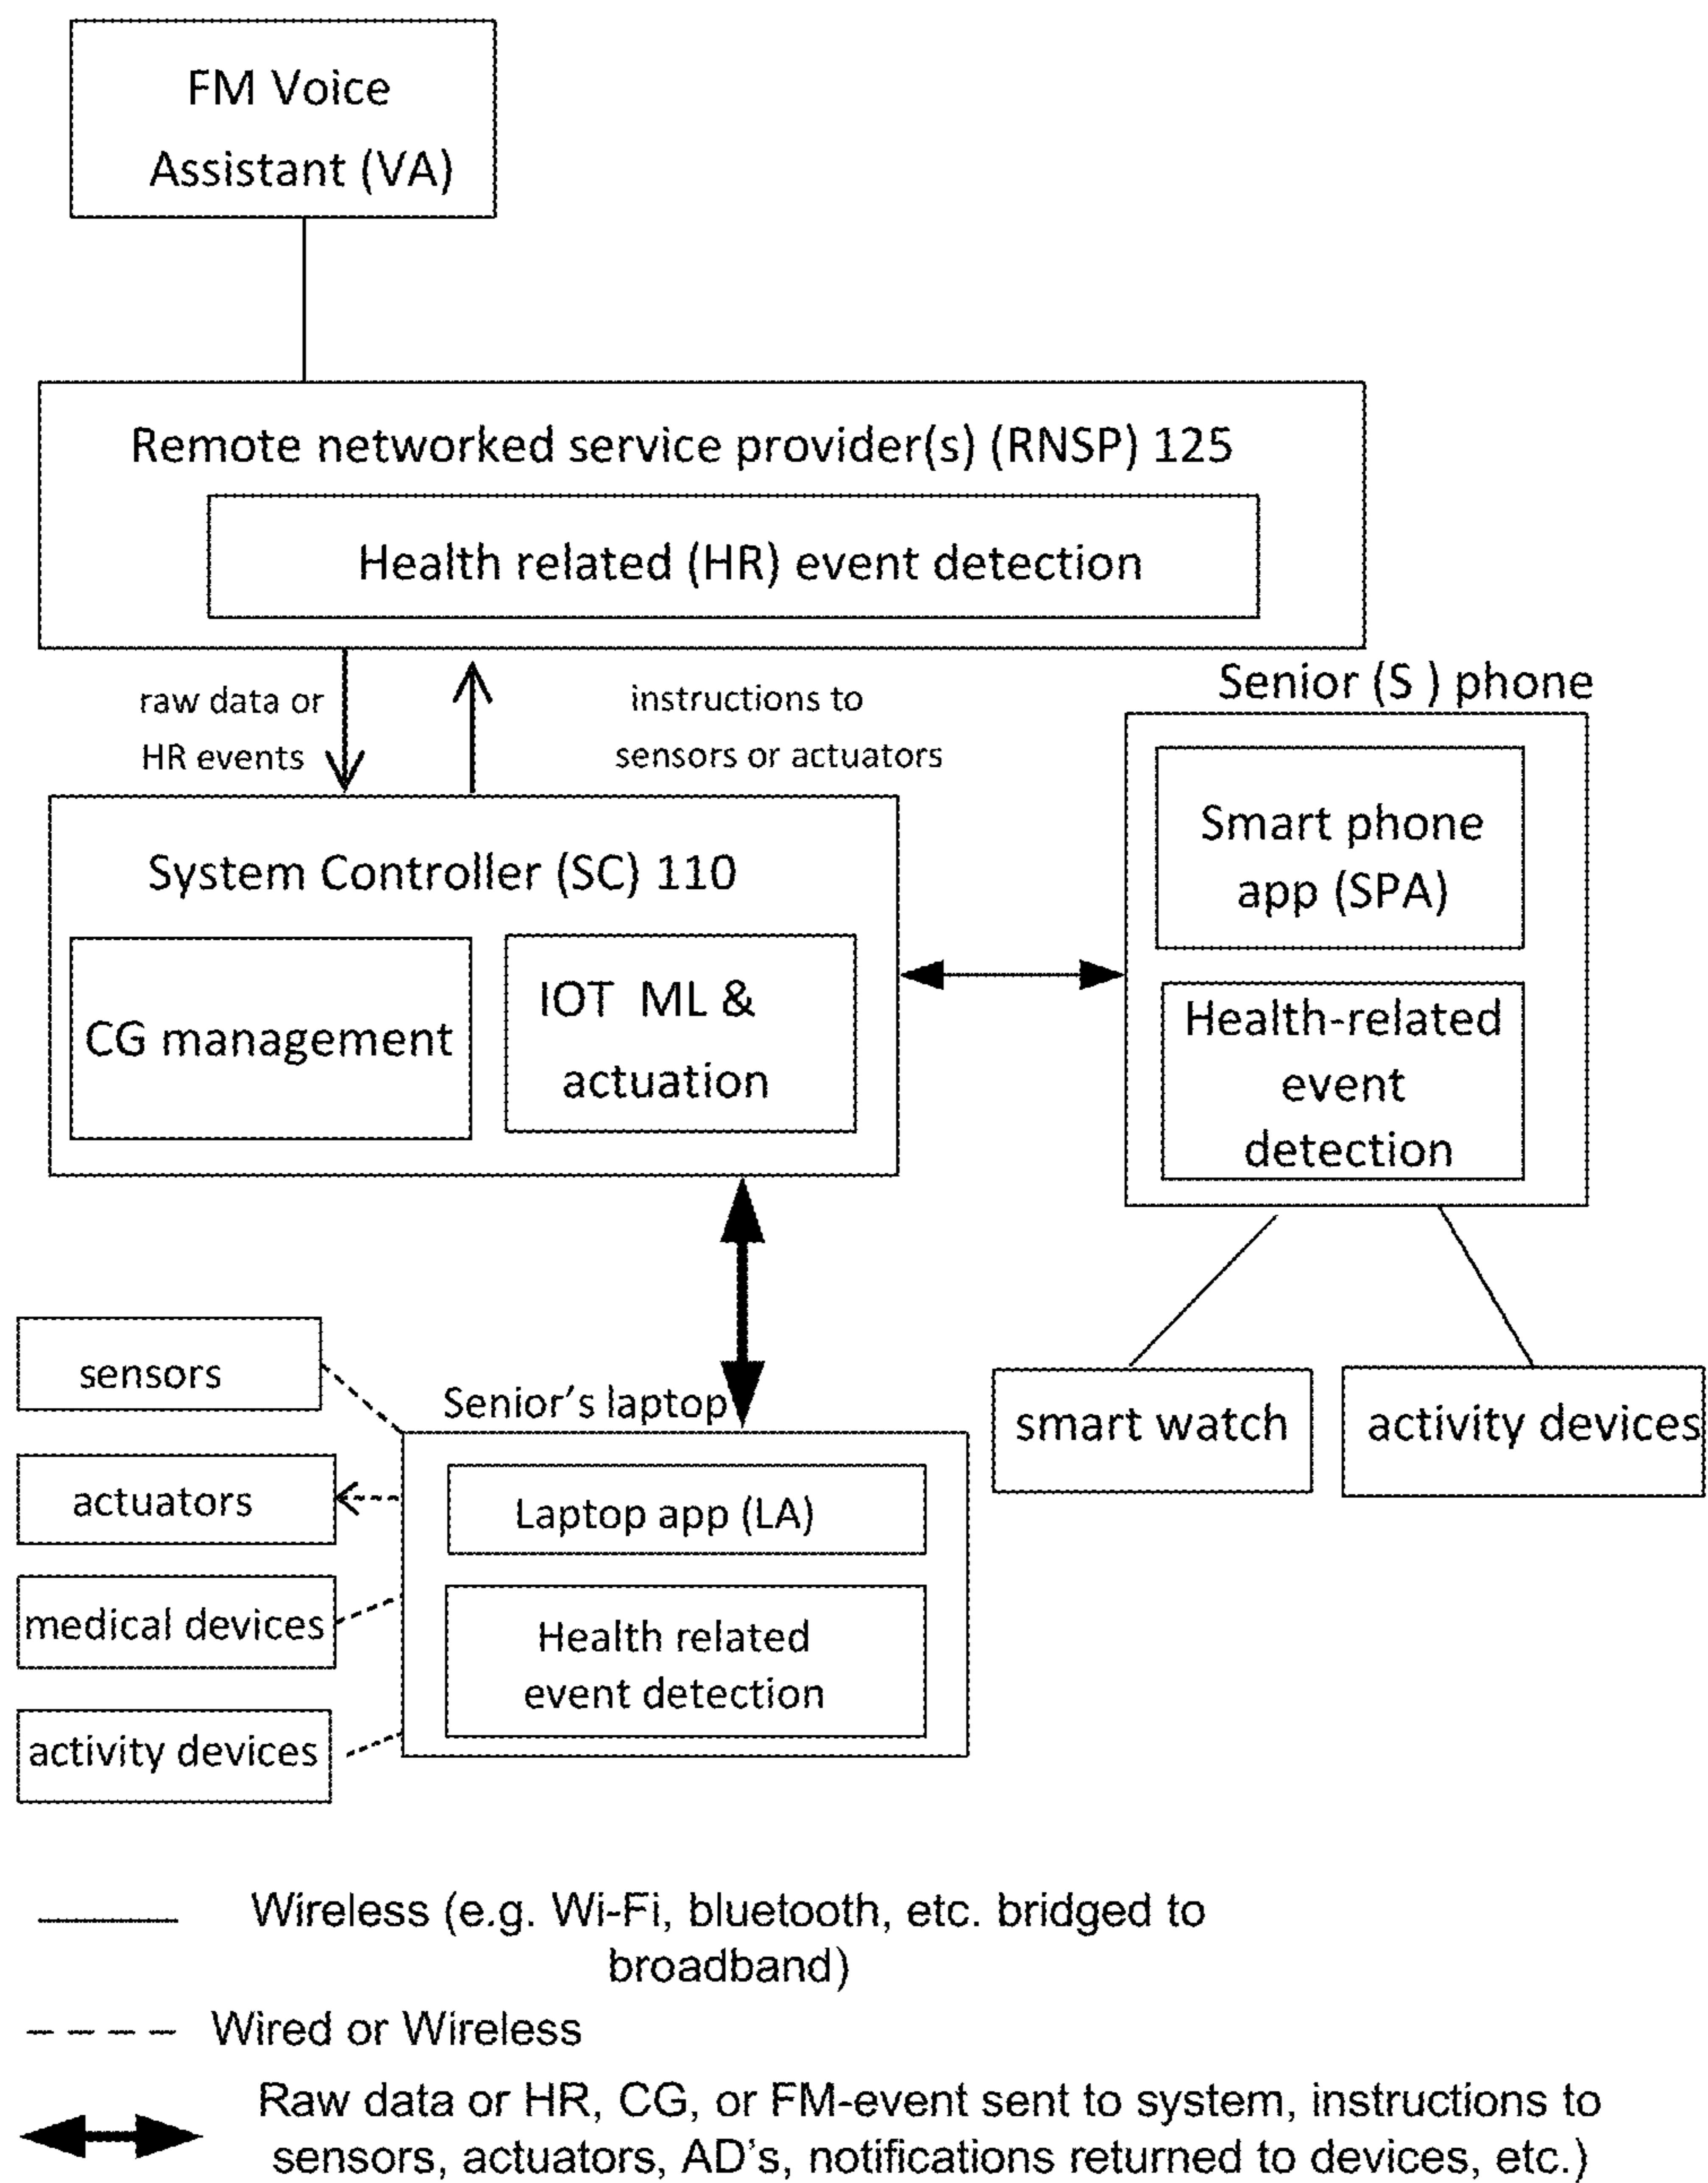 FM Voice
Assistant (VA)
Remote networked service provider(s) (RNSP) 125
Health related (HR) event detection
raw data or
HR events
instructions to
sensors or actuators
Senior (S ) phone
Smart phone
app (SPA)
Health-related
event
detection
System Controller (SC) 110
CG management
IOT ML &
actuation
smart watch
activity devices
sensors
actuators
medical devices
activity devices
Senior's laptop
Laptop app (LA)
Health related
event detection
Wireless (e.g. Wi-Fi, bluetooth, etc. bridged to
broadband)
Wired or Wireless
Raw data or HR, CG, or FM-event sent to system, instructions to
sensors, actuators, AD's, notifications returned to devices, etc.)